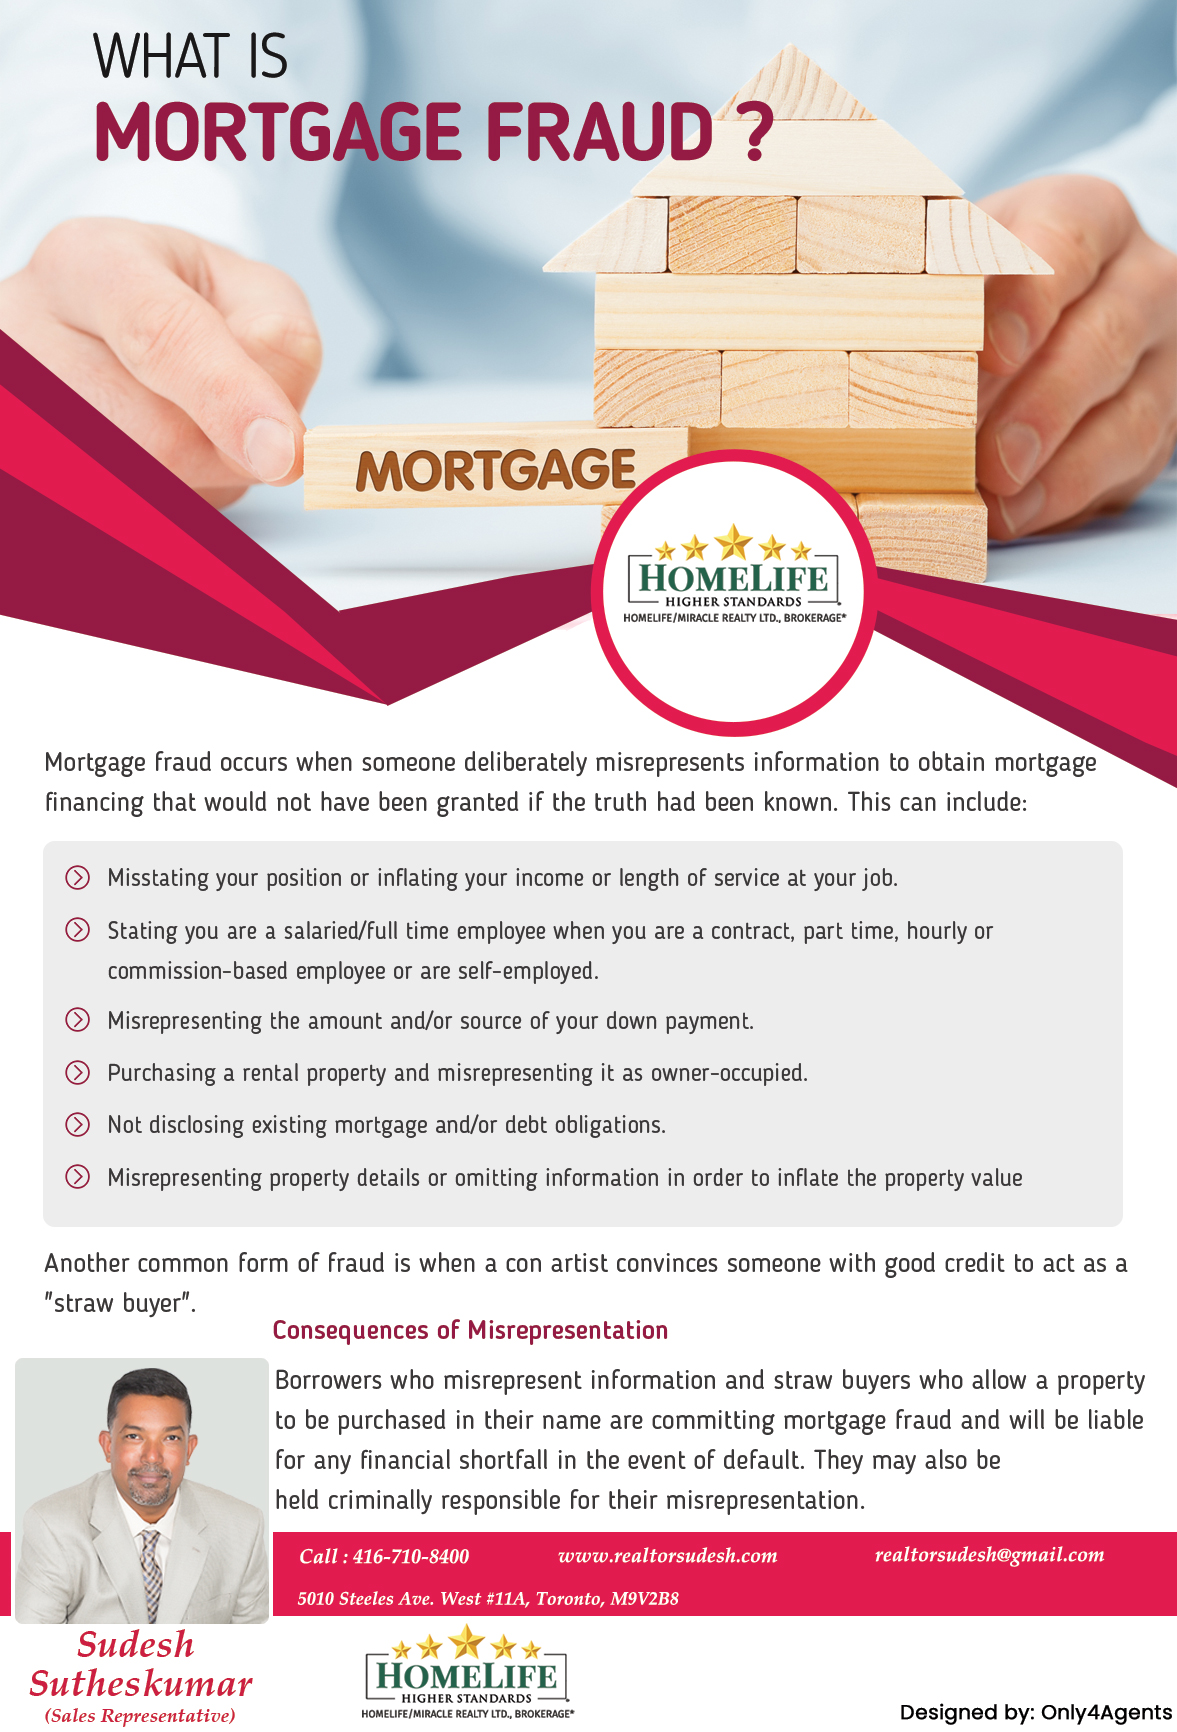 WHAT IS
MORTGAGE FRAUD ?
MORTGAGE
HOMELIFE
HIGHER STANDARDS
HOMELIFE/MIRACLE REALTY LTD., BROKERAGE*
Mortgage fraud occurs when someone deliberately misrepresents information to obtain mortgage
financing that would not have been granted if the truth had been known. This can include:
Misstating your position or inflating your income or length of service at your job.
Stating you are a salaried/full time employee when you are a contract, part time, hourly or
commission-based employee or are self-employed.
Misrepresenting the amount and/or source of your down payment.
Purchasing a rental property and misrepresenting it as owner-occupied.
Not disclosing existing mortgage and/or debt obligations.
Misrepresenting property details or omitting information in order to inflate the property value
Another common form of fraud is when a con artist convinces someone with good credit to act as a
"straw buyer".
Consequences of Misrepresentation
Borrowers who misrepresent information and straw buyers who allow a property
to be purchased in their name are committing mortgage fraud and will be liable
for any financial shortfall in the event of default. They may also be
held criminally responsible for their misrepresentation.
Call : 416-710-8400
www.realtorsudesh.com
realtorsudesh@gmail.com
5010 Steeles Ave. West #11A, Toronto, M9V2B8
Sudesh
Sutheskumar
(Sales Representative)
HOMELIFE
HIGHER STANDARDS
HOMELIFE/MIRACLE REALTY LTD., BROKERAGE*
Designed by: Only4Agents